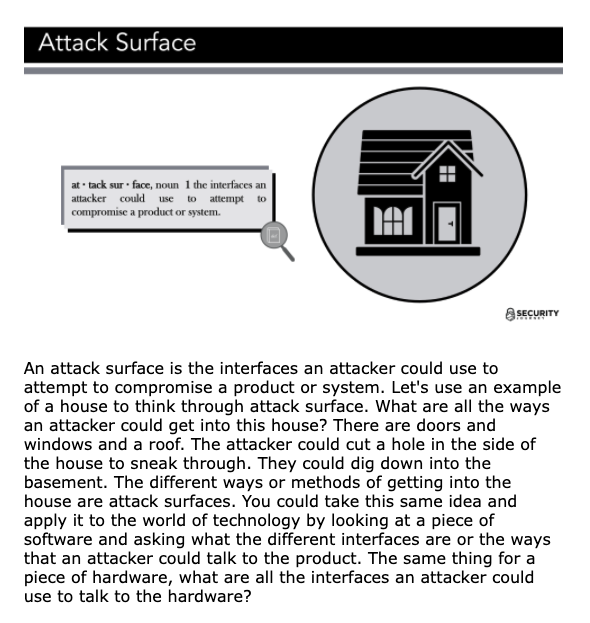 Attack Surface
at • tack sur • face, noun 1 the interfaces an
attacker could use to attempt to
compromise a product or system.
SECURITY
JOURNEY
An attack surface is the interfaces an attacker could use to
attempt to compromise a product or system. Let's use an example
of a house to think through attack surface. What are all the ways
an attacker could get into this house? There are doors and
windows and a roof. The attacker could cut a hole in the side of
the house to sneak through. They could dig down into the
basement. The different ways or methods of getting into the
house are attack surfaces. You could take this same idea and
apply it to the world of technology by looking at a piece of
software and asking what the different interfaces are or the ways
that an attacker could talk to the product. The same thing for a
piece of hardware, what are all the interfaces an attacker could
use to talk to the hardware?